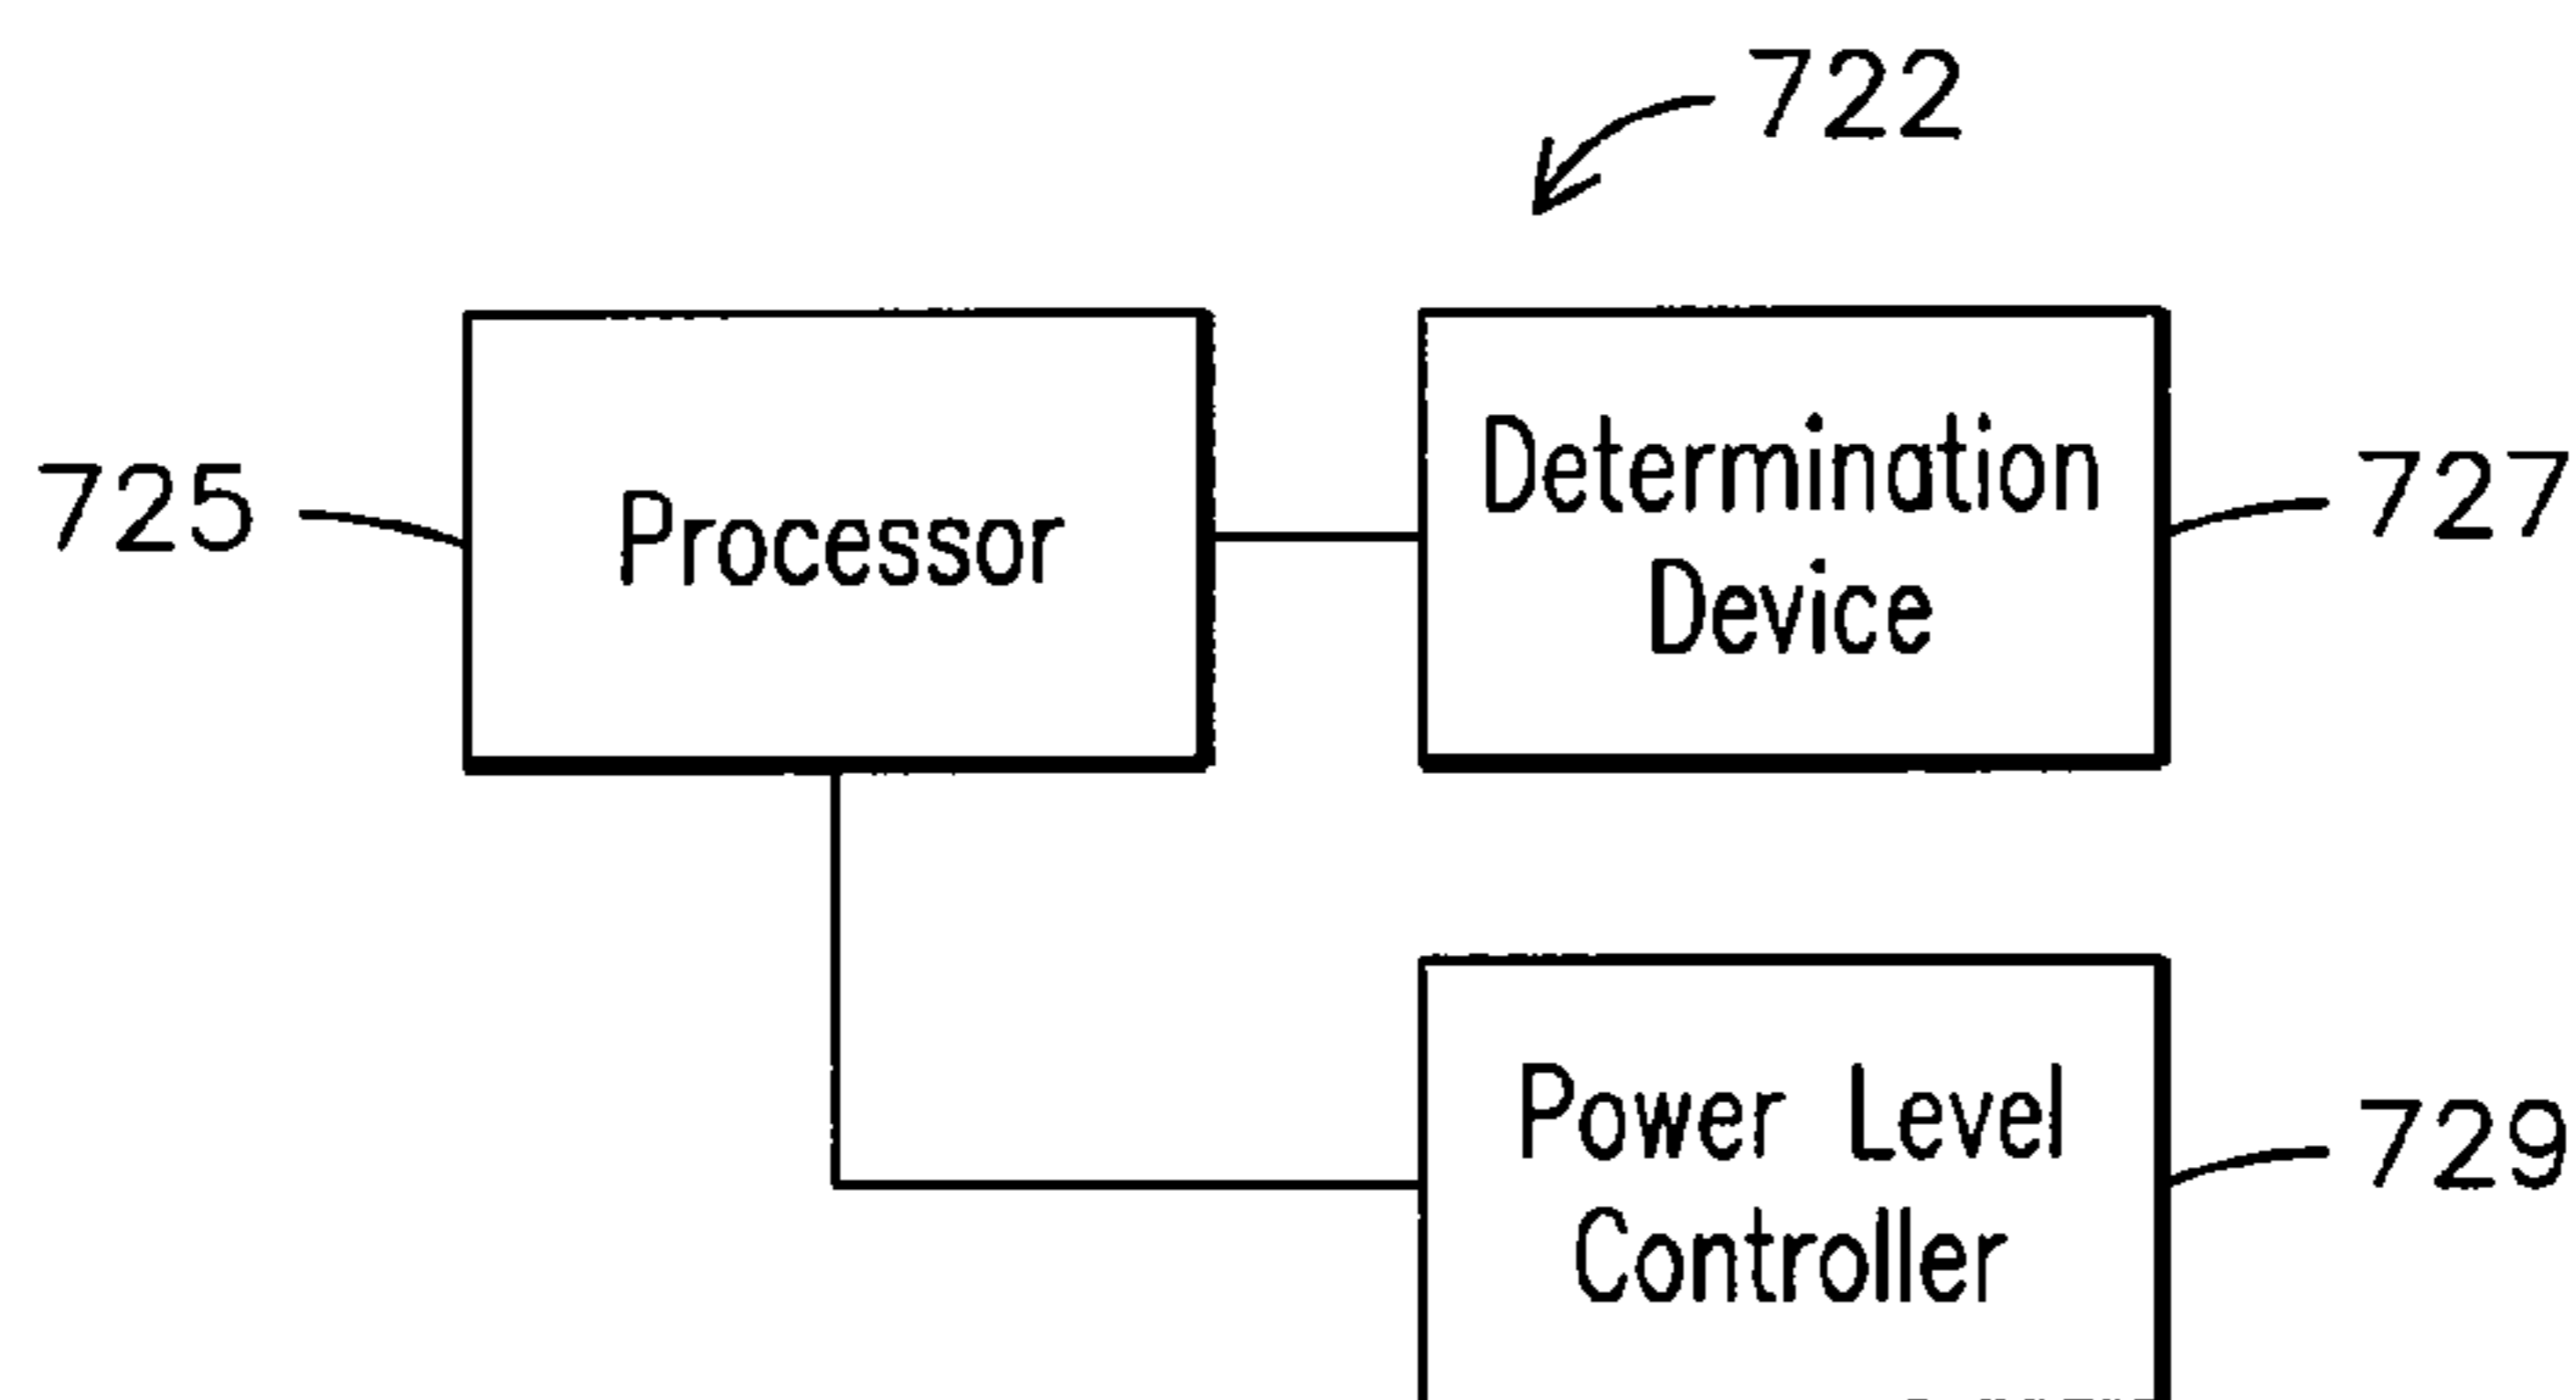 722
725
Processor
Determination
Device
727
Power Level
Controller
729